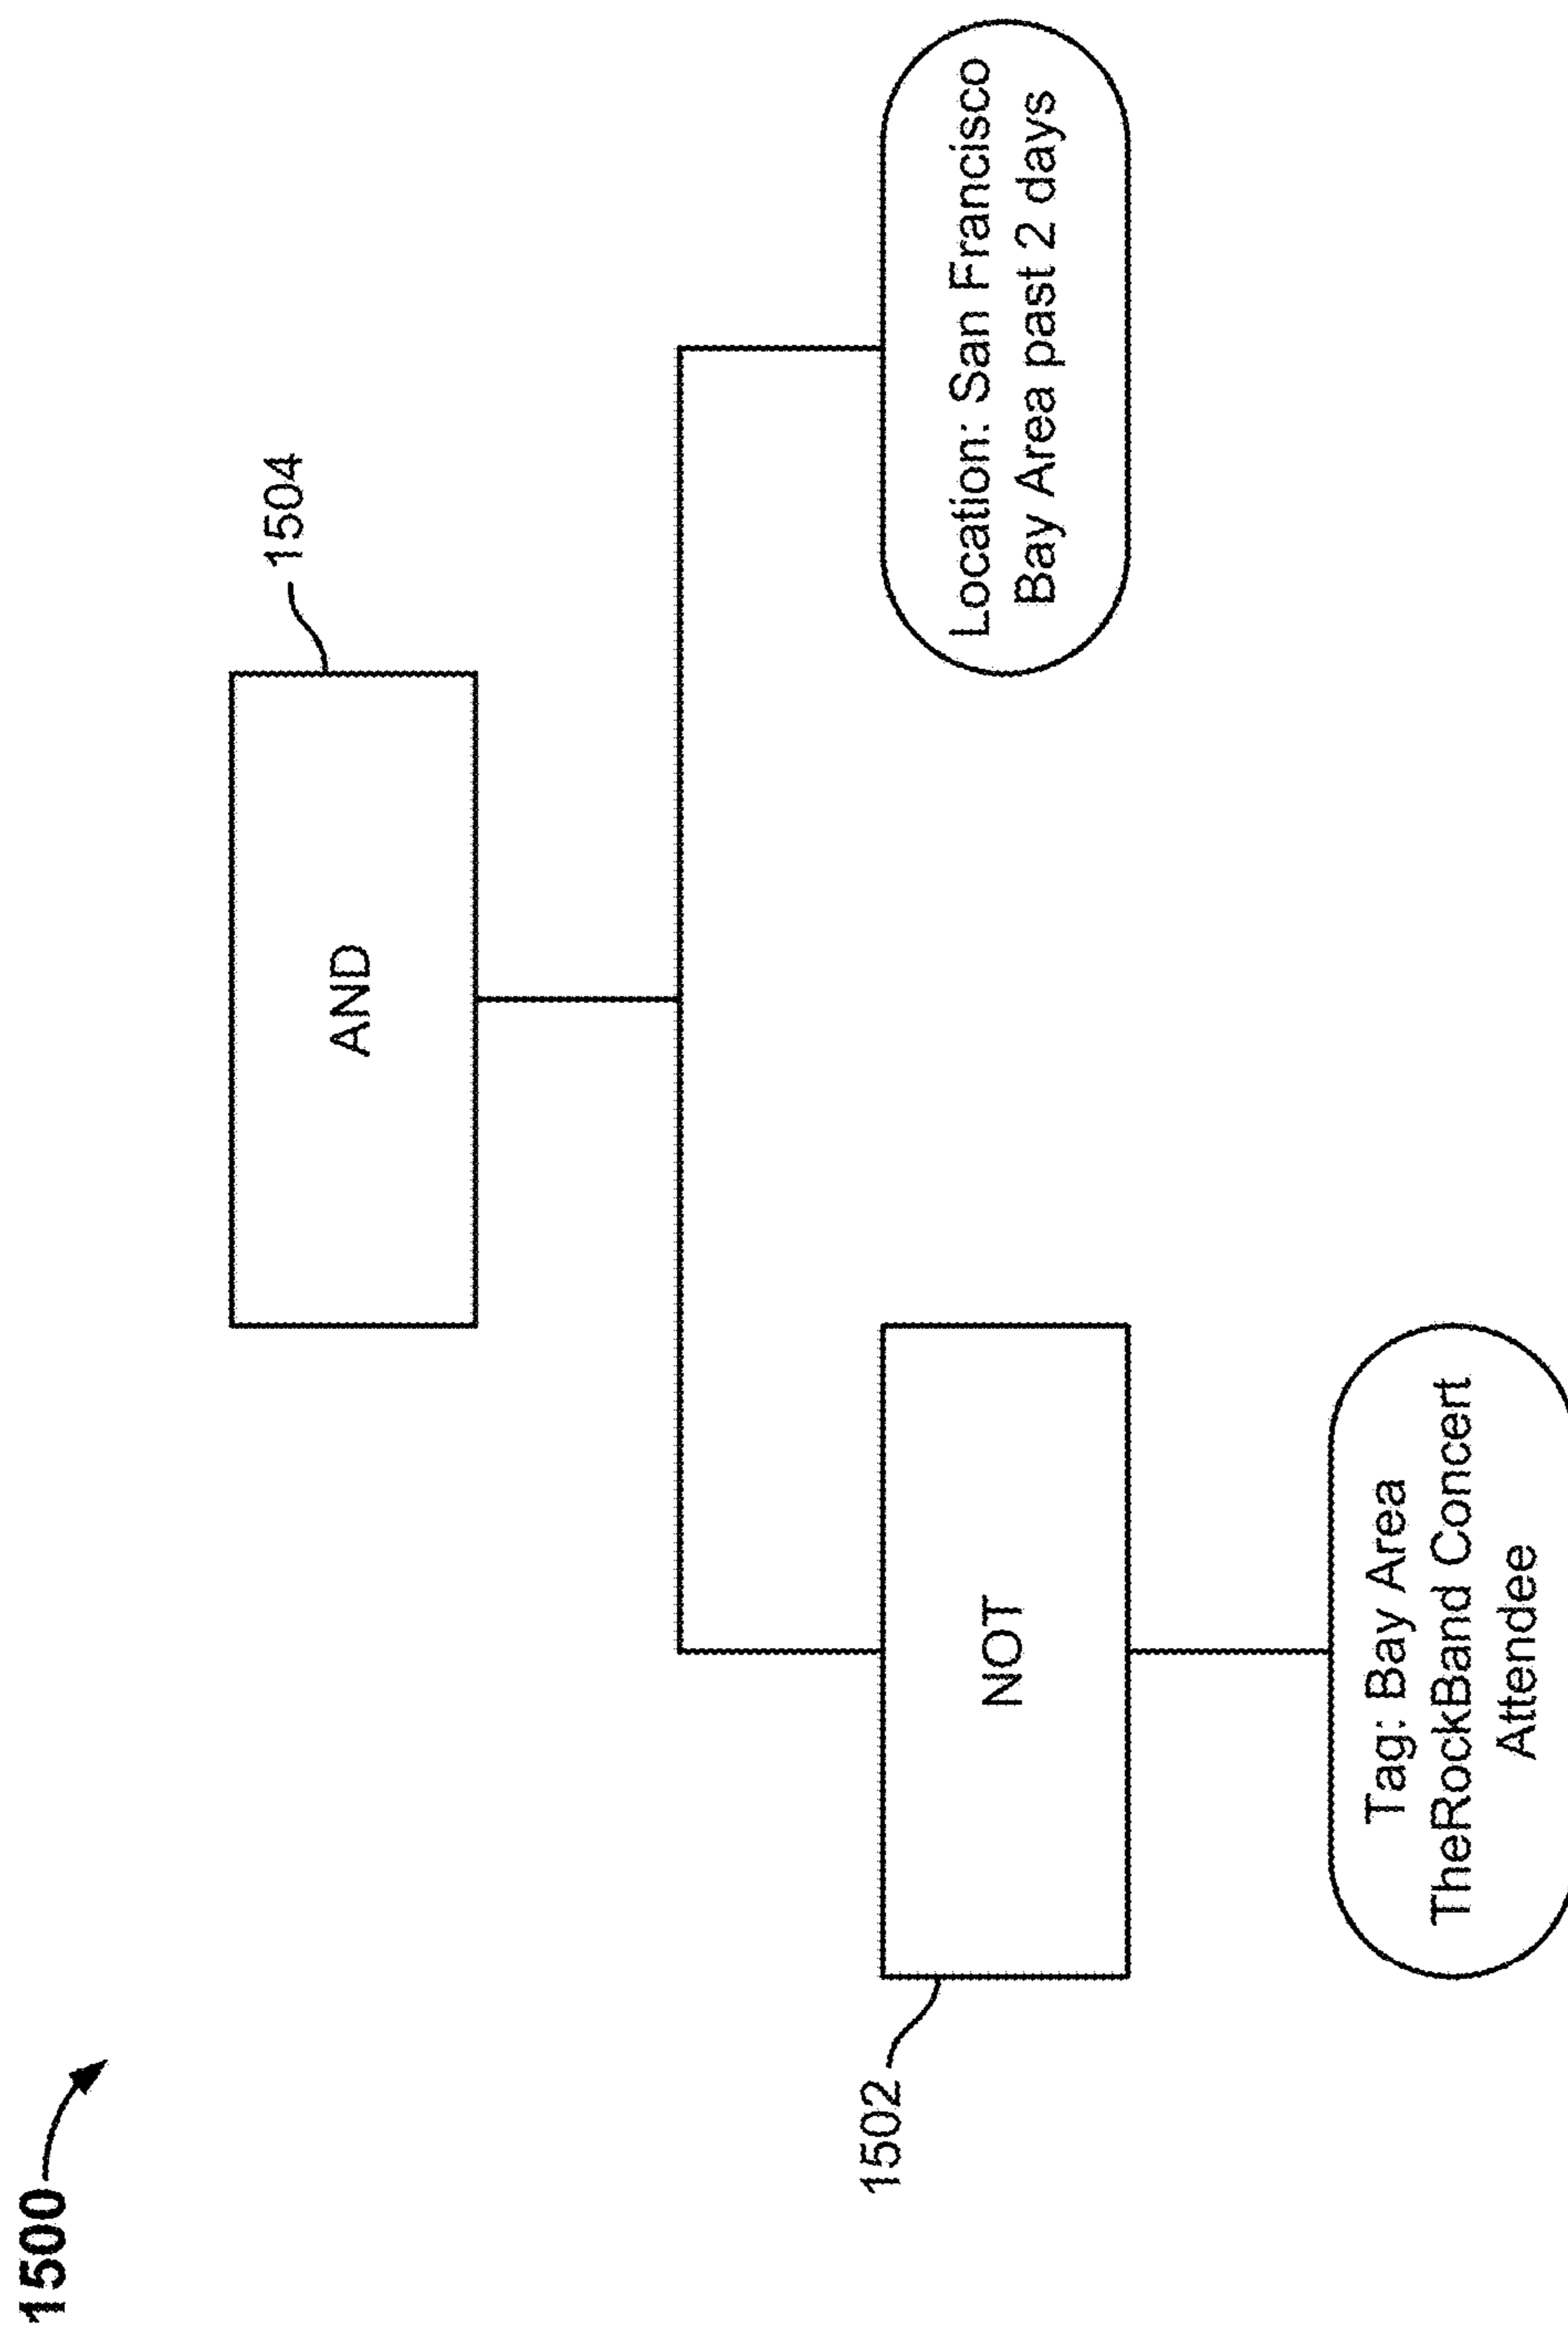 1500
AND
1504
1502
NOT
Location: San Francisco
Bay Area past 2 days
Tag: Bay Area
TheRockBand Concert
Attendee